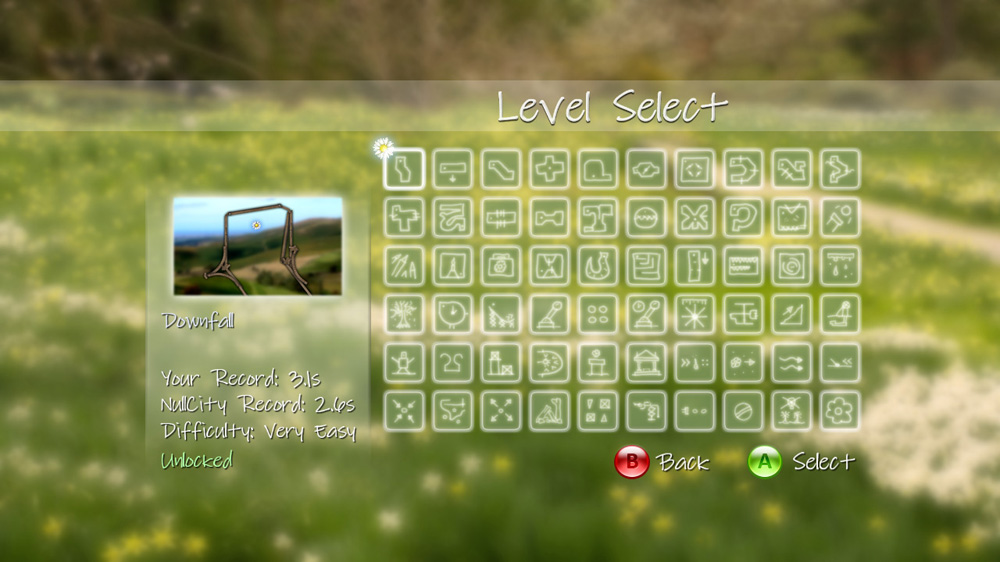 Level Select
Downfall
Your Record: 3.1s
NullCity Record: 2.6s
Difficulty: Very Easy
Unlocked
B Back
A Select